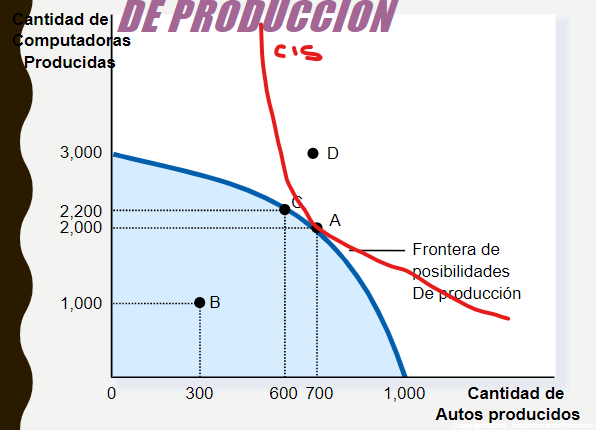 DE PRODUCCION
Cantidad de
Computadoras
Producidas
CIS
3,000
D
2,200
C
2,000
A
Frontera de
posibilidades
De producción
1,000
B
0
300
600
700
1,000
Cantidad de
Autos producidos